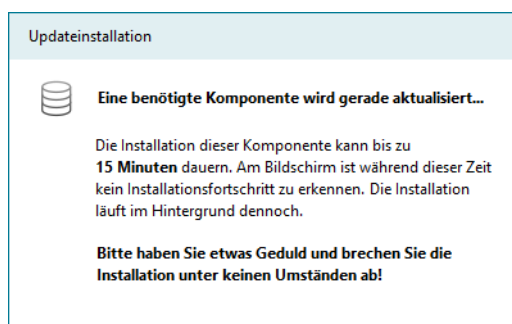 Updateinstallation
Eine benötigte Komponente wird gerade aktualisiert...
Die Installation dieser Komponente kann bis zu
15 Minuten dauern. Am Bildschirm ist während dieser Zeit
kein Installationsfortschritt zu erkennen. Die Installation
läuft im Hintergrund dennoch.
Bitte haben Sie etwas Geduld und brechen Sie die
Installation unter keinen Umständen ab!